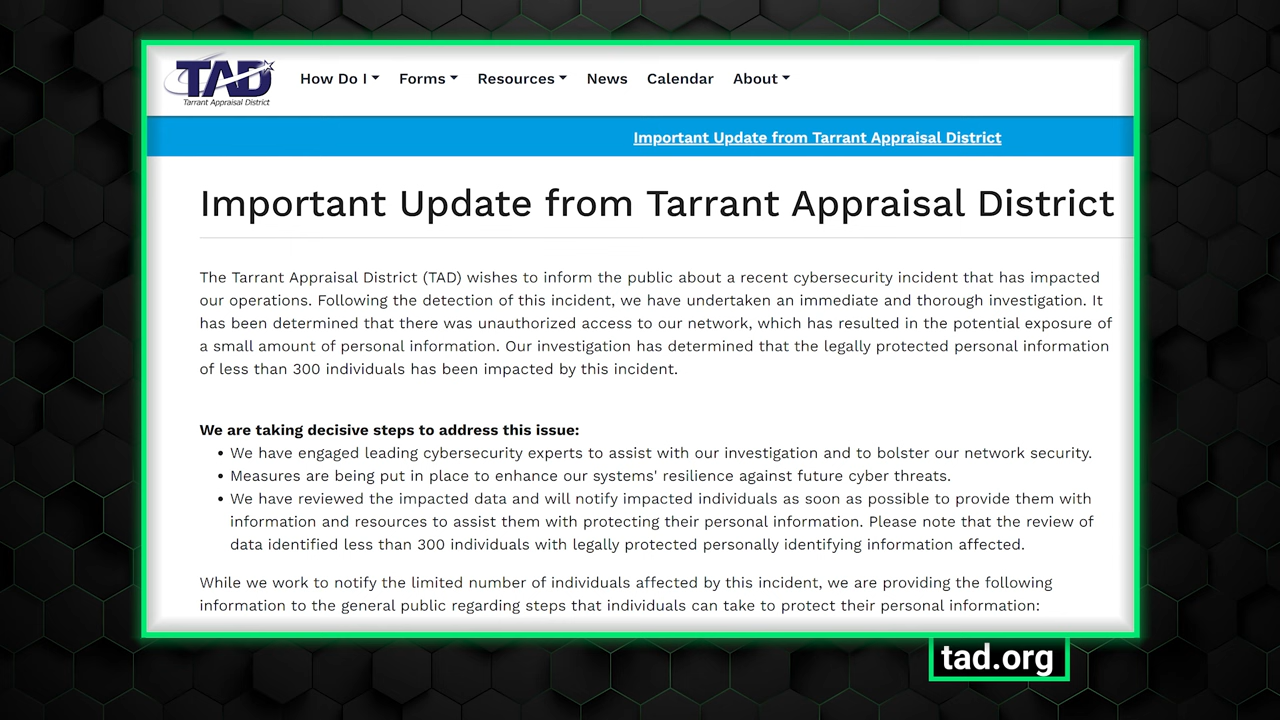 TAD
Tarrant Appraisal District
How Do I Forms Resources News Calendar About
Important Update from Tarrant Appraisal District
Important Update from Tarrant Appraisal District
The Tarrant Appraisal District (TAD) wishes to inform the public about a recent cybersecurity incident that has impacted
our operations. Following the detection of this incident, we have undertaken an immediate and thorough investigation. It
has been determined that there was unauthorized access to our network, which has resulted in the potential exposure of
a small amount of personal information. Our investigation has determined that the legally protected personal information
of less than 300 individuals has been impacted by this incident.
We are taking decisive steps to address this issue:
• We have engaged leading cybersecurity experts to assist with our investigation and to bolster our network security.
• Measures are being put in place to enhance our systems' resilience against future cyber threats.
• We have reviewed the impacted data and will notify impacted individuals as soon as possible to provide them with
information and resources to assist them with protecting their personal information. Please note that the review of
data identified less than 300 individuals with legally protected personally identifying information affected.
While we work to notify the limited number of individuals affected by this incident, we are providing the following
information to the general public regarding steps that individuals can take to protect their personal information:
tad.org